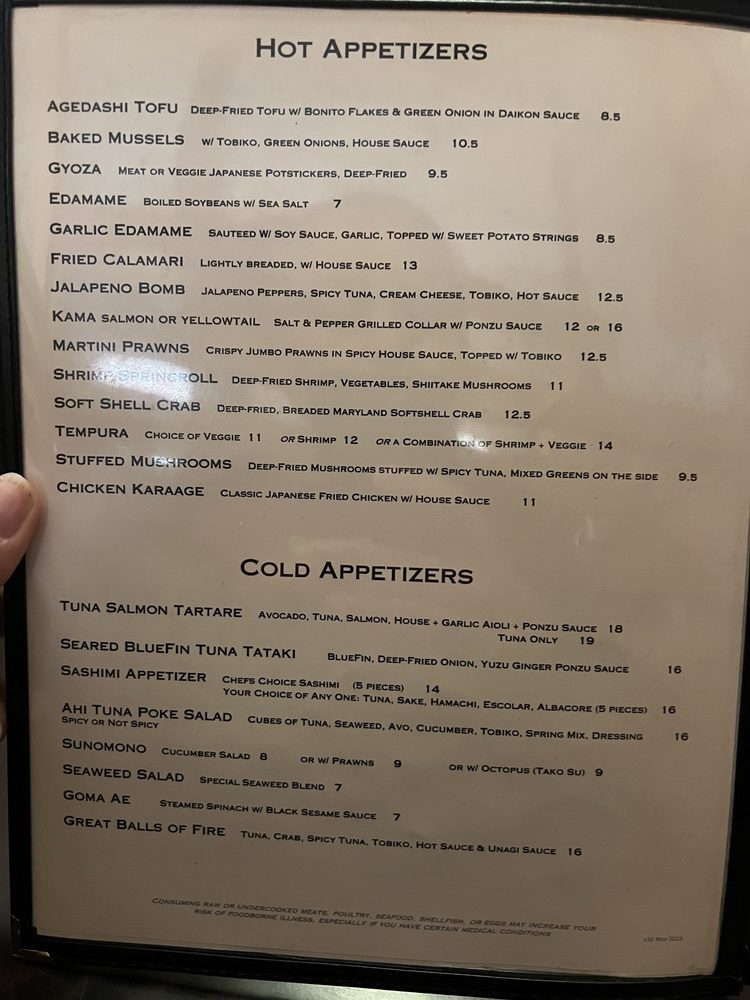 Hot Appetizers
Agedashi Tofu Deep-Fried Tofu w/ Bonito Flakes & Green Onion in Daikon Sauce 8.5
Baked Mussels w/ Tobiko, Green Onions, House Sauce 10.5
Gyoza Meat or Veggie Japanese Potstickers, Deep-Fried 9.5
Edamame Boiled Soybeans w/ Sea Salt 7
Garlic Edamame Sauteed w/ Soy Sauce, Garlic, Topped w/ Sweet Potato Strings 8.5
Fried Calamari Lightly breaded, w/ House Sauce 13
Jalapeno Bomb Jalapeno Peppers, Spicy Tuna, Cream Cheese, Tobiko, Hot Sauce 12.5
Kama salmon or yellowtail Salt & Pepper Grilled Collar w/ Ponzu Sauce 12 or 16
Martini Prawns Crispy Jumbo Prawns in Spicy House Sauce, Topped w/ Tobiko 12.5
Shrimp Springroll Deep-Fried Shrimp, Vegetables, Shiitake Mushrooms 11
Soft Shell Crab Deep-fried, Breaded Maryland Softshell Crab 12.5
Tempura Choice of Veggie 11 or Shrimp 12 or a Combination of Shrimp + Veggie 14
Stuffed Mushrooms Deep-Fried Mushrooms stuffed w/ Spicy Tuna, Mixed Greens on the side 9.5
Chicken Karaage Classic Japanese Fried Chicken w/ House Sauce 11
Cold Appetizers
Tuna Salmon Tartare Avocado, Tuna, Salmon, House + Garlic Aioli + Ponzu Sauce 18
Tuna Only 19
Seared BlueFin Tuna Tataki BlueFin, Deep-Fried Onion, Yuzu Ginger Ponzu Sauce 16
Sashimi Appetizer Chefs Choice Sashimi (5 pieces) 14
Your Choice of Any One: Tuna, Sake, Hamachi, Escolar, Albacore (5 pieces) 16
Ahi Tuna Poke Salad Cubes of Tuna, Seaweed, Avo, Cucumber, Tobiko, Spring Mix, Dressing 16
Spicy or Not Spicy
Sunomono Cucumber Salad 8 or w/ Prawns 9 or w/ Octopus (Tako Su) 9
Seaweed Salad Special Seaweed Blend 7
Goma Ae Steamed Spinach w/ Black Sesame Sauce 7
Great Balls of Fire Tuna, Crab, Spicy Tuna, Tobiko, Hot Sauce & Unagi Sauce 16
Consuming raw or undercooked meats, poultry, seafood, shellfish, or eggs may increase your
risk of foodborne illness, especially if you have certain medical conditions